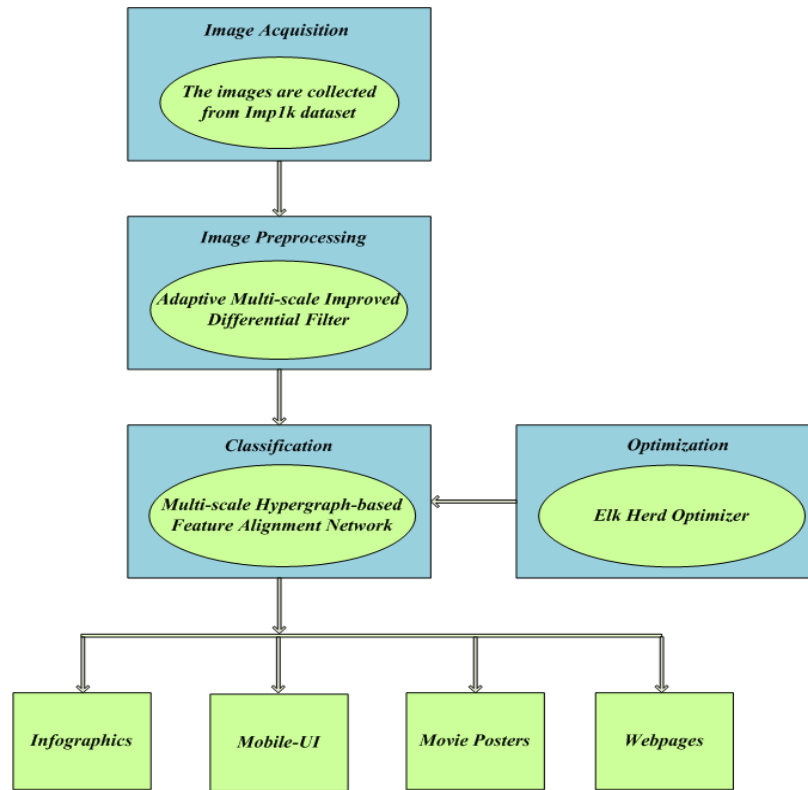 Image Acquisition
The images are collected
from Imp1k dataset
Image Preprocessing
Adaptive Multi-scale Improved
Differential Filter
Classification
Multi-scale Hypergraph-based
Feature Alignment Network
Optimization
Elk Herd Optimizer
Infographics
Mobile-UI
Movie Posters
Webpages